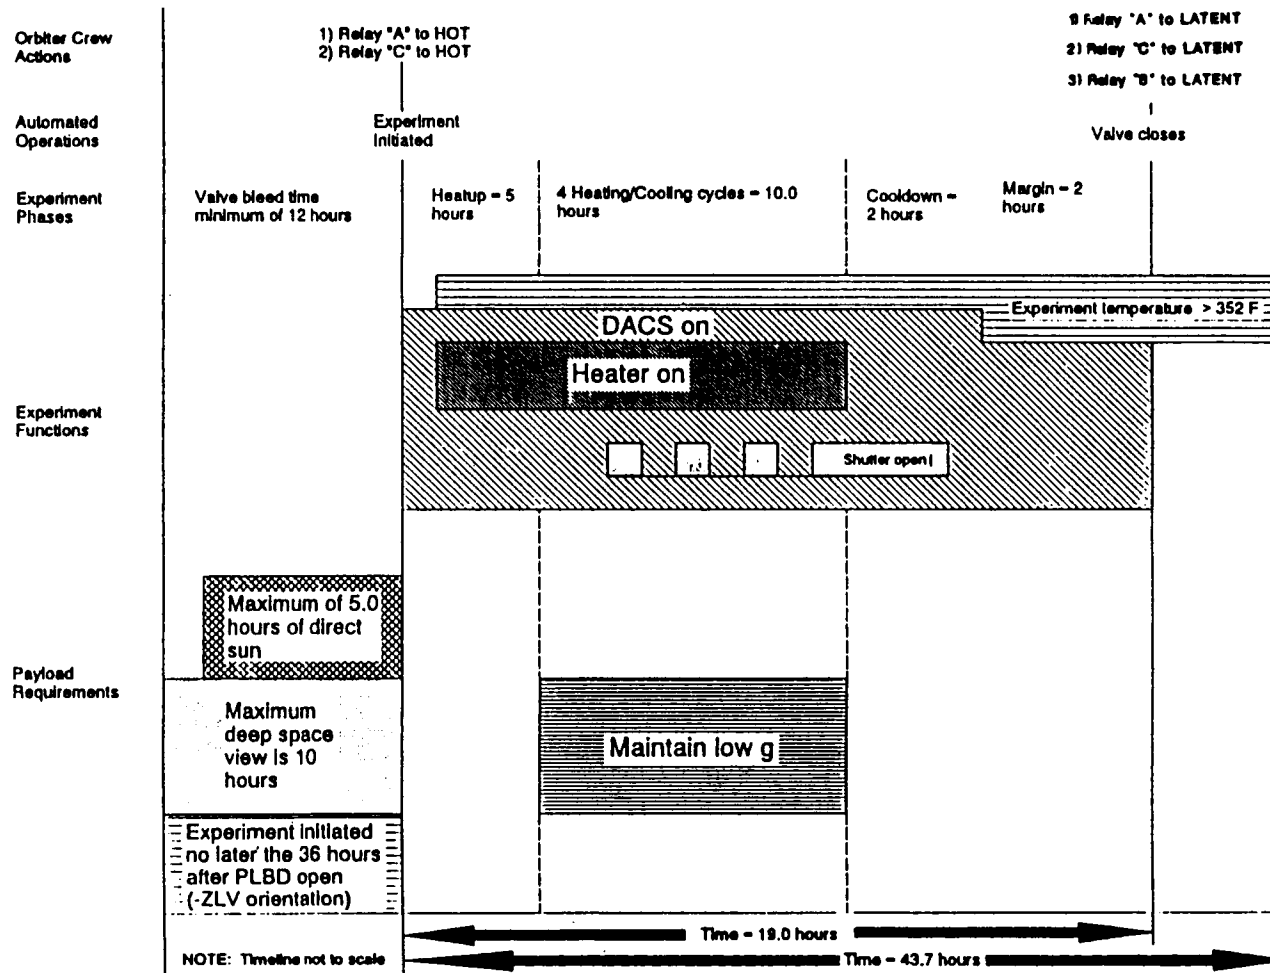 Orbiter Crew
Actions
1) Relay "A" to HOT
2) Relay "C" to HOT
1) Relay "A" to LATENT
2) Relay "C" to LATENT
3) Relay "B" to LATENT
Automated
Operations
Experiment
Initiated
Valve closes
Experiment
Phases
Valve bleed time
minimum of 12 hours
Heatup = 5
hours
4 Heating/Cooling cycles = 10.0
hours
Cooldown =
2 hours
Margin = 2
hours
Experiment temperature > 352 F
DACS on
Heater on
Experiment
Functions
Shutter open
Maximum of 5.0
hours of direct
sun
Payload
Requirements
Maximum
deep space
view is 10
hours
Maintain low g
Experiment initiated
no later the 36 hours
after PLBD open
(-ZLV orientation)
Time = 19.0 hours
NOTE: Timeline not to scale
Time = 43.7 hours